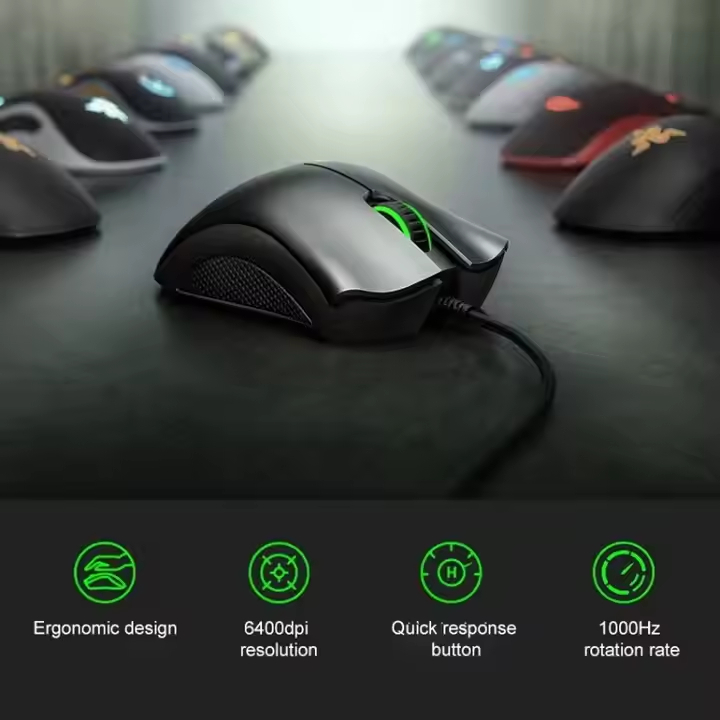 Ergonomic design
6400dpi
resolution
Quick response
button
1000Hz
rotation rate
H